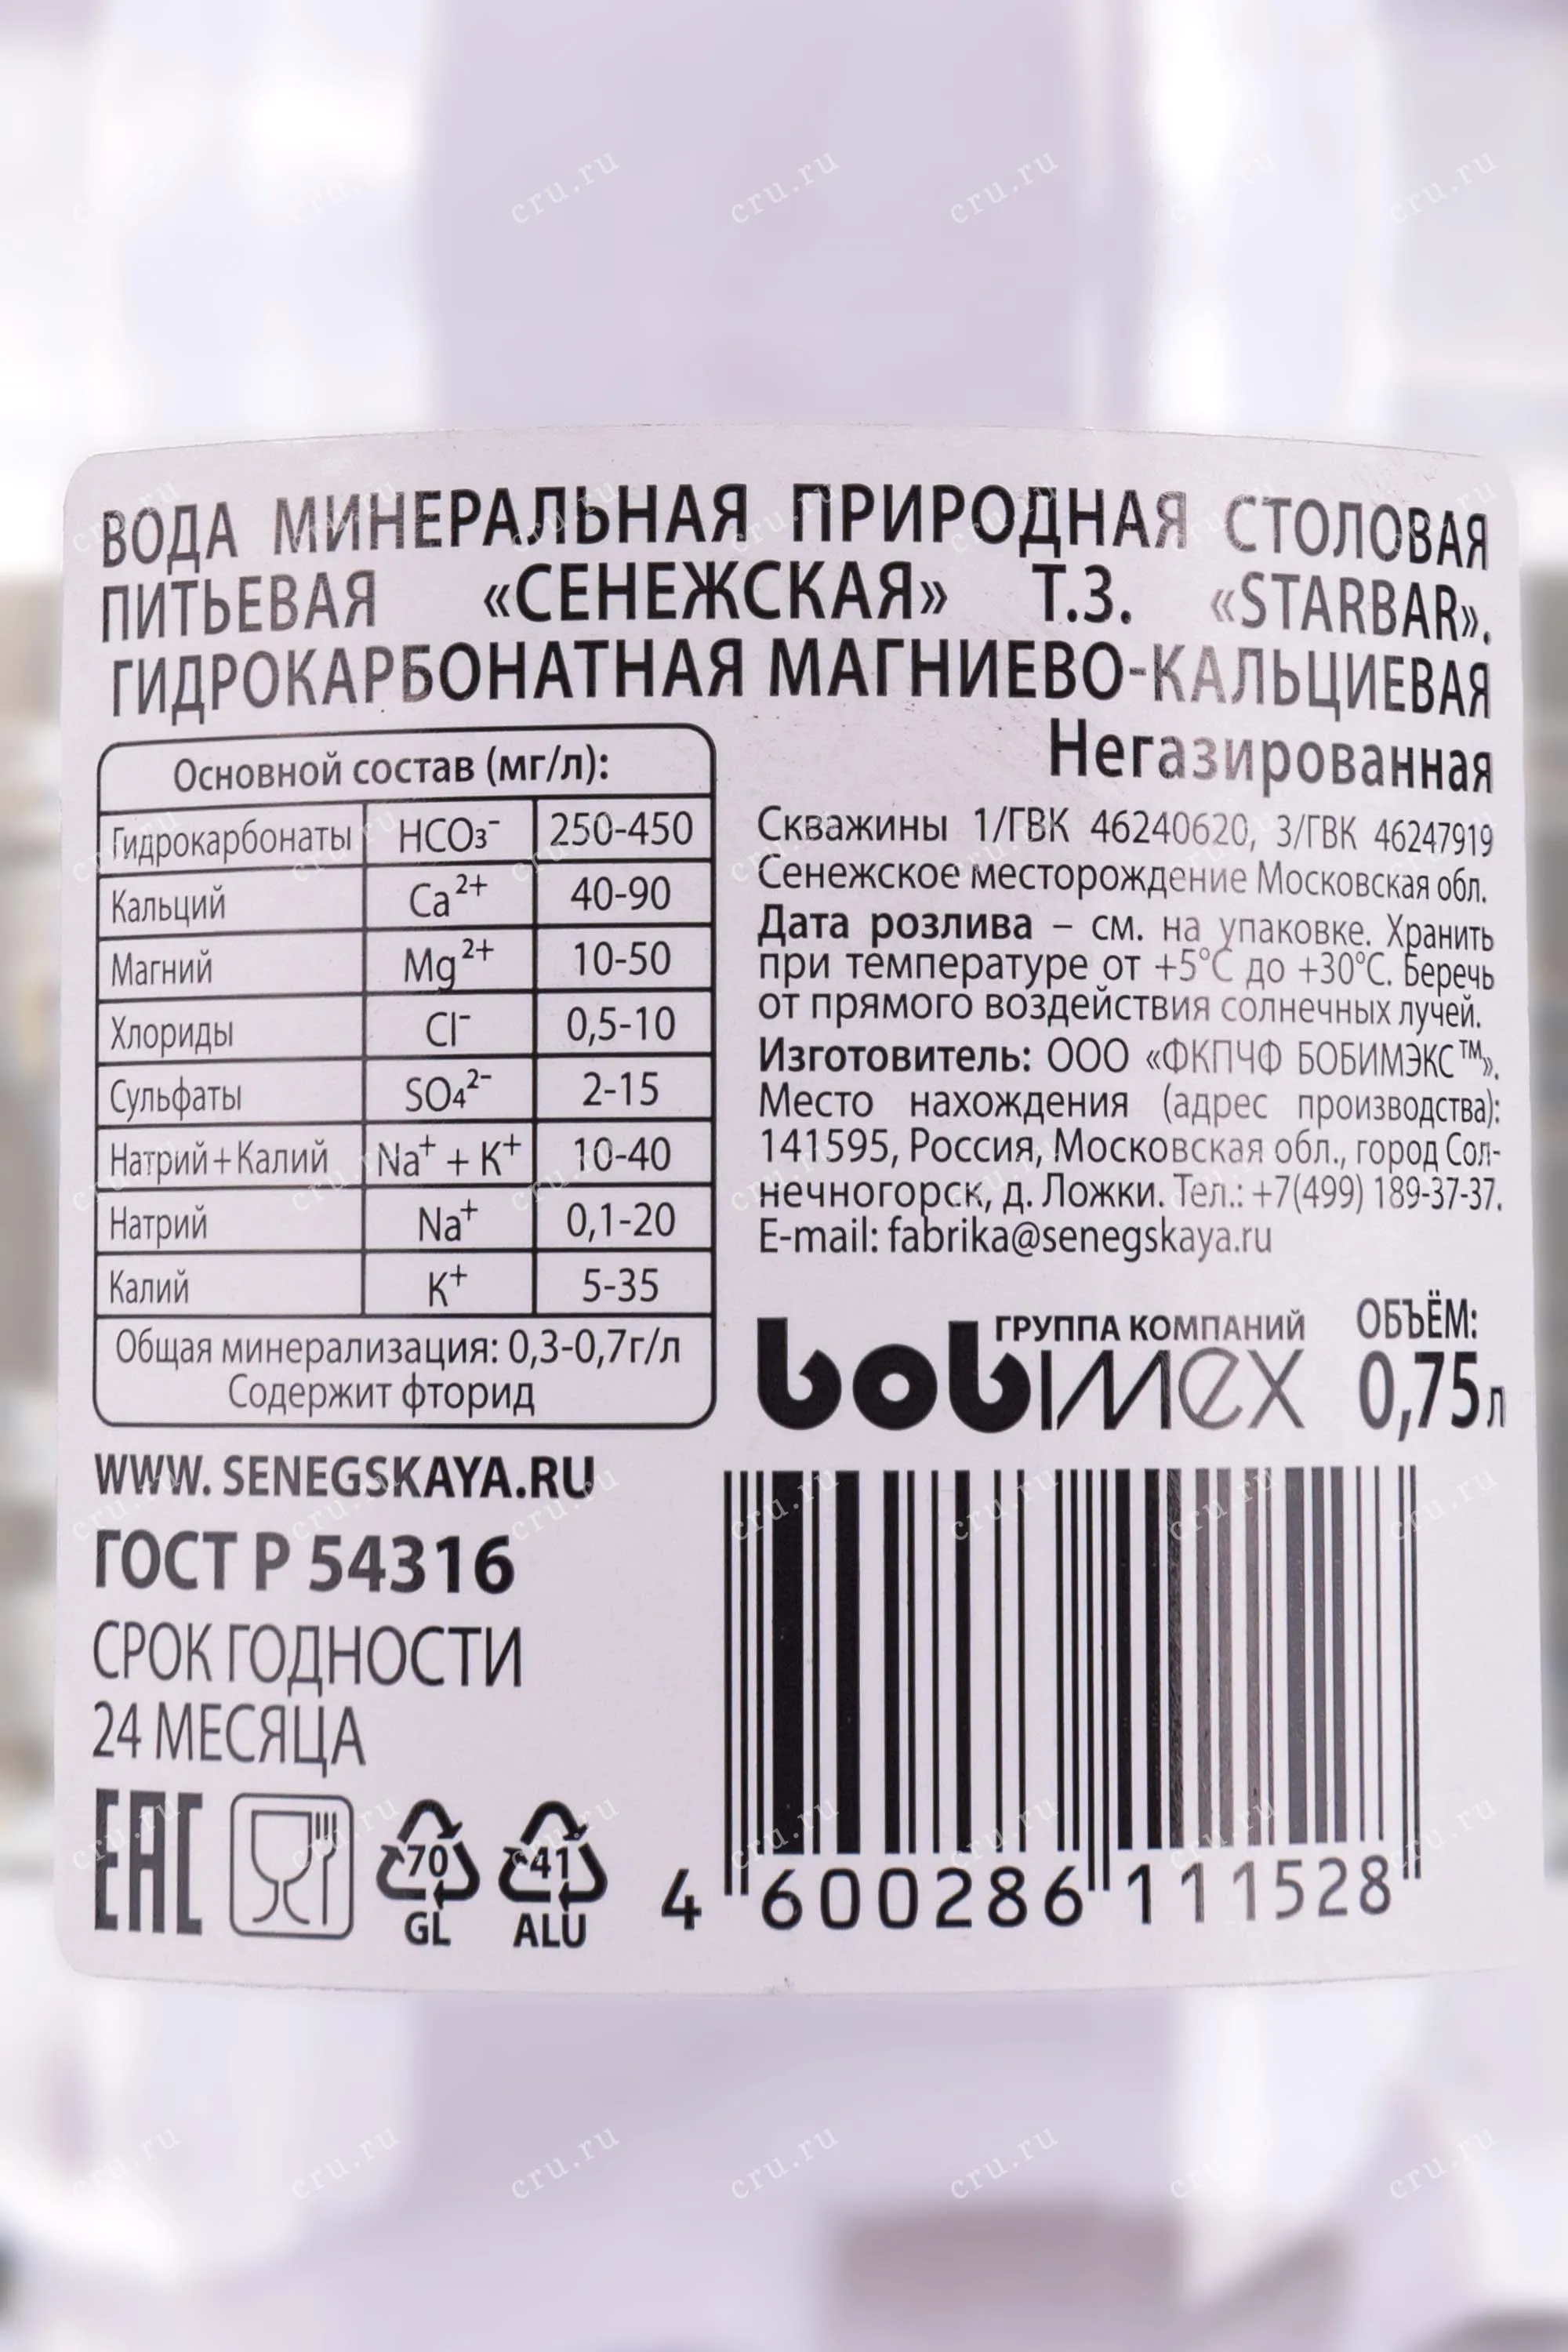 ВОДА МИНЕРАЛЬНАЯ ПРИРОДНАЯ СТОЛОВАЯ
ПИТЬЕВАЯ «СЕНЕЖСКАЯ» Т.З. «STARBAR».
ГИДРОКАРБОНАТНАЯ МАГНИЕВО-КАЛЬЦИЕВАЯ
Негазированная
Основной состав (мг/л):
Гидрокарбонаты HCO₃⁻ 250-450
Кальций Ca²⁺ 40-90
Магний Mg²⁺ 10-50
Хлориды Cl⁻ 0,5-10
Сульфаты SO₄²⁻ 2-15
Натрий+Калий Na⁺ + K⁺ 10-40
Натрий Na⁺ 0,1-20
Калий K⁺ 5-35
Общая минерализация: 0,3-0,7г/л
Содержит фторид
Скважины 1/ГВК 46240620, 3/ГВК 46247919
Сенежское месторождение Московская обл.
Дата розлива – см. на упаковке. Хранить
при температуре от +5°C до +30°C. Беречь
от прямого воздействия солнечных лучей.
Изготовитель: ООО «ФКПЧФ БОБИМЭКС™».
Место нахождения (адрес производства):
141595, Россия, Московская обл., город Сол-
нечногорск, д. Ложки. Тел.: +7(499) 189-37-37.
E-mail: fabrika@senegskaya.ru
ГРУППА КОМПАНИЙ
bobimex
ОБЪЁМ:
0,75л
WWW. SENEGSKAYA.RU
ГОСТ Р 54316
СРОК ГОДНОСТИ
24 МЕСЯЦА
EAC
70
GL
41
ALU
4 600286 111528
cru.ru